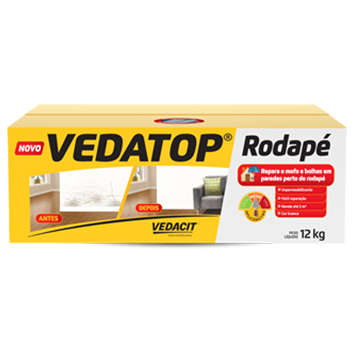 NOVO
VEDATOP®
Rodapé
Repara o mofo e bolhas em
paredes perto do rodapé
• Impermeabilizante
• Fácil reparação
• Rende até 5 m²
• Cor branca
ANTES
DEPOIS
VEDACIT
PESO
LÍQUIDO 12 kg